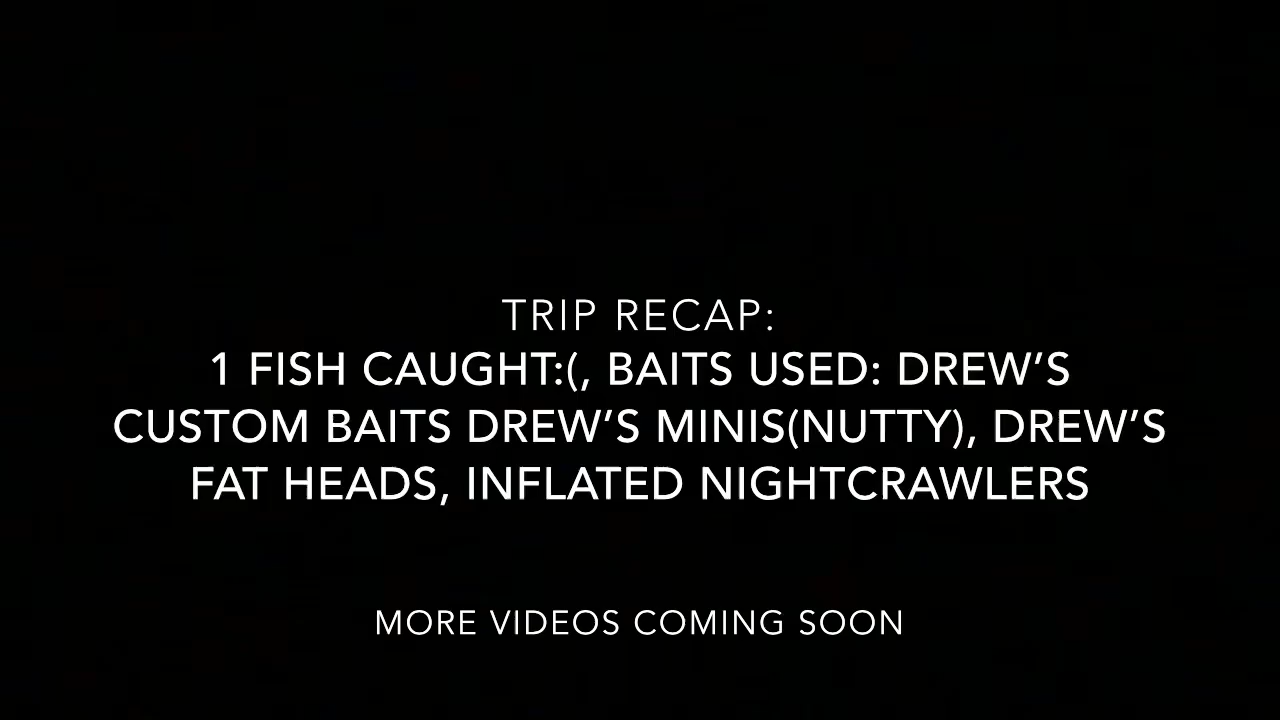 TRIP RECAP:
1 FISH CAUGHT:(, BAITS USED: DREW’S
CUSTOM BAITS DREW’S MINIS(NUTTY), DREW’S
FAT HEADS, INFLATED NIGHTCRAWLERS
MORE VIDEOS COMING SOON